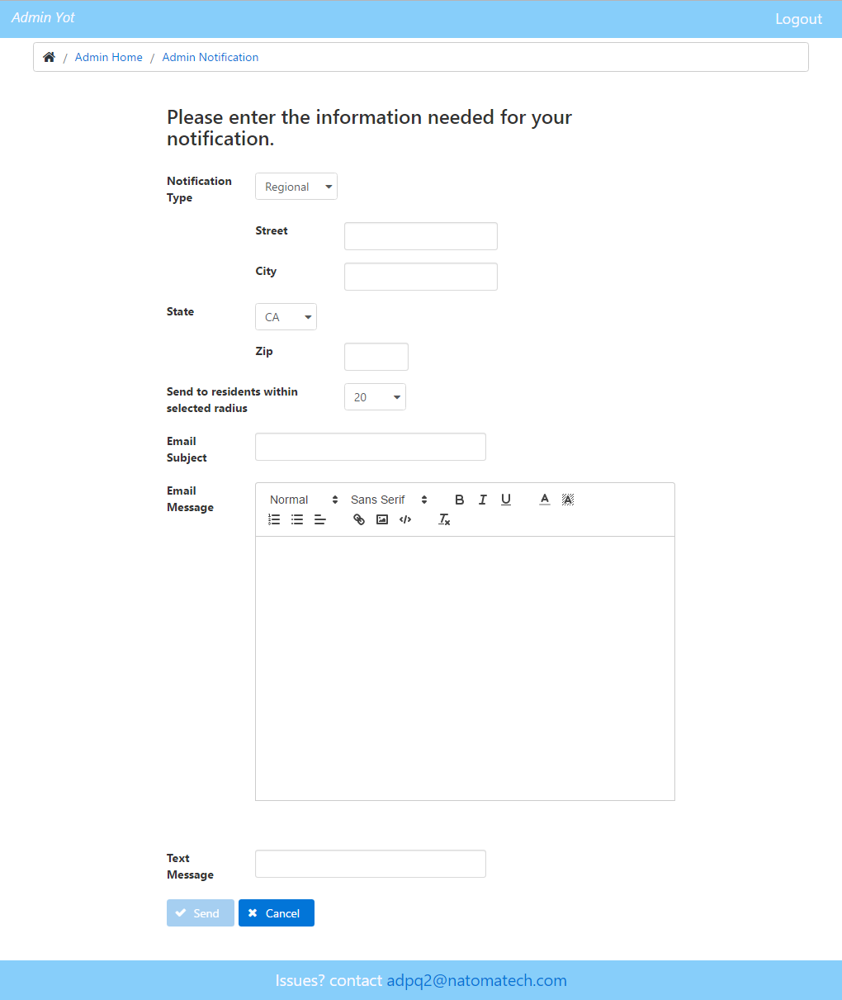 Admin Yot
Logout
/ Admin Home / Admin Notification
Please enter the information needed for your
notification.
Notification
Type
Regional
Street
City
State
CA
Zip
Send to residents within
selected radius
20
Email
Subject
Email
Message
Normal Sans Serif B I U A A
Text
Message
Send Cancel
Issues? contact adpq2@natomatech.com